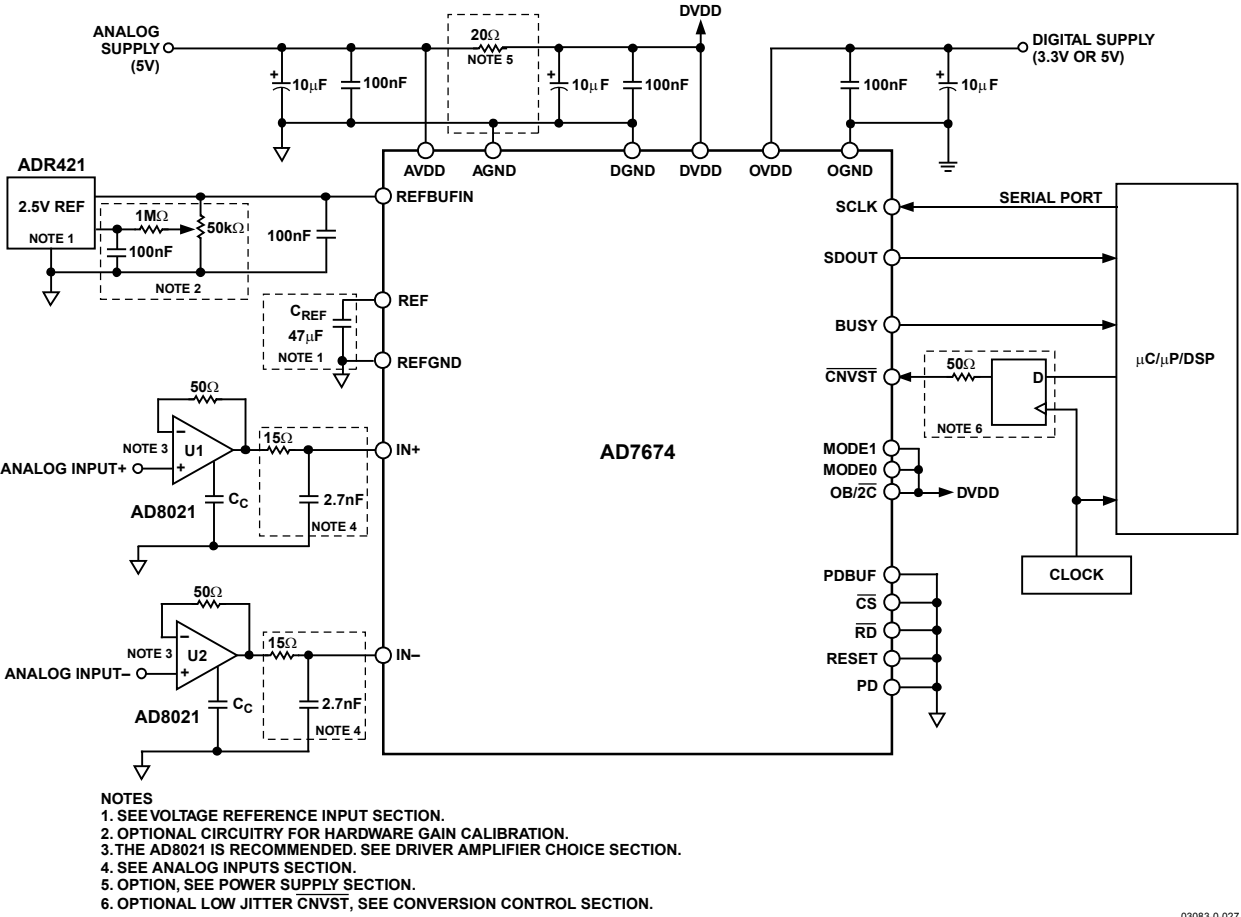 DVDD
ANALOG
SUPPLY
(5V)
20Ω
NOTE 5
DIGITAL SUPPLY
(3.3V OR 5V)
+
10μF
100nF
+
10μF
100nF
100nF
+
10μF
ADR421
AVDD
AGND
DGND
DVDD
OVDD
OGND
2.5V REF
NOTE 1
1MΩ
50kΩ
100nF
100nF
NOTE 2
REFBUFIN
SCLK
SERIAL PORT
SDOUT
CREF
47μF
NOTE 1
REF
REFGND
BUSY
μC/μP/DSP
CNVST
50Ω
D
NOTE 6
50Ω
NOTE 3
–
U1
+
15Ω
IN+
ANALOG INPUT+
CC
AD8021
2.7nF
NOTE 4
AD7674
MODE1
MODE0
OB/2C
DVDD
CLOCK
PDBUF
CS
RD
RESET
PD
50Ω
NOTE 3
–
U2
+
15Ω
IN–
ANALOG INPUT–
CC
AD8021
2.7nF
NOTE 4
NOTES
1. SEE VOLTAGE REFERENCE INPUT SECTION.
2. OPTIONAL CIRCUITRY FOR HARDWARE GAIN CALIBRATION.
3. THE AD8021 IS RECOMMENDED. SEE DRIVER AMPLIFIER CHOICE SECTION.
4. SEE ANALOG INPUTS SECTION.
5. OPTION, SEE POWER SUPPLY SECTION.
6. OPTIONAL LOW JITTER CNVST, SEE CONVERSION CONTROL SECTION.
03083-0-027